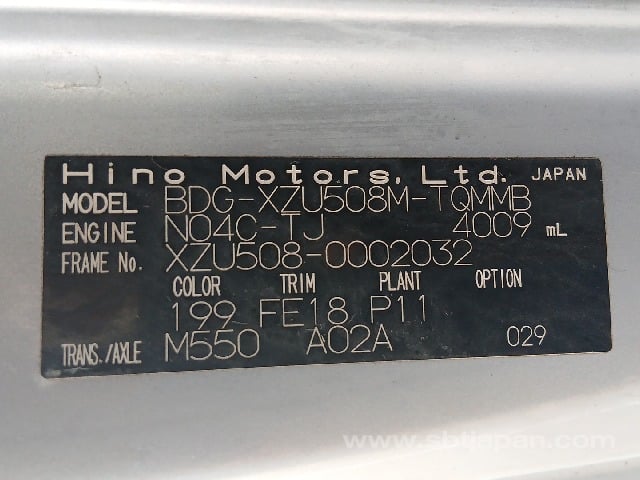 Hino Motors, Ltd. JAPAN
MODEL BDG-XZU508M-TQMMB
ENGINE N04C-TJ 4009 mL
FRAME No. XZU508-0002032
COLOR TRIM PLANT OPTION
199 FE18 P11
TRANS./AXLE M550 A02A 029
www.sbtjapan.com